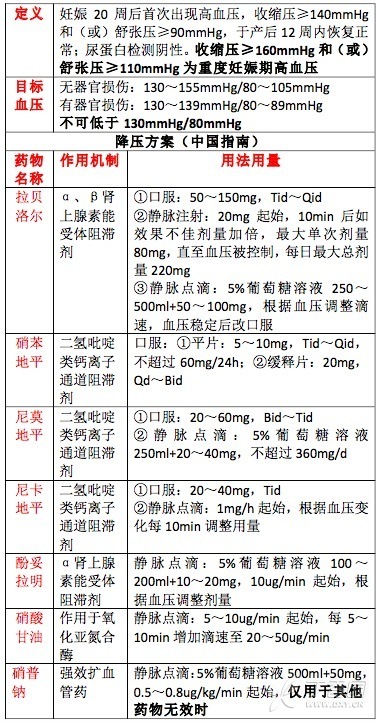 定义
妊娠 20 周后首次出现高血压，收缩压≥140mmHg
和（或）舒张压≥90mmHg，于产后 12 周内恢复正
常；尿蛋白检测阴性。收缩压≥160mmHg 和（或）
舒张压≥110mmHg 为重度妊娠期高血压
目标
血压
无器官损伤：130～155mmHg/80～105mmHg
有器官损伤：130～139mmHg/80～89mmHg
不可低于 130mmHg/80mmHg
降压方案（中国指南）
药物
名称
作用机制
用法用量
拉贝
洛尔
α、β肾
上腺素能
受体阻滞
剂
①口服：50～150mg，Tid～Qid
②静脉注射：20mg 起始，10min 后如
效果不佳剂量加倍，最大单次剂量
80mg，直至血压被控制，每日最大总剂
量 220mg
③静脉点滴：5%葡萄糖溶液 250～
500ml+50～100mg，根据血压调整滴
速，血压稳定后改口服
硝苯
地平
二氢吡啶
类钙离子
通道阻滞
剂
口服：①平片：5～10mg，Tid～Qid，
不超过 60mg/24h；②缓释片：20mg，
Qd～Bid
尼莫
地平
二氢吡啶
类钙离子
通道阻滞
剂
①口服：20～60mg，Bid～Tid
②静脉点滴：5%葡萄糖溶液
250ml+20～40mg，不超过 360mg/d
尼卡
地平
二氢吡啶
类钙离子
通道阻滞
剂
①口服：20～40mg，Tid
②静脉点滴：1mg/h 起始，根据血压变
化每 10min 调整用量
酚妥
拉明
α肾上腺
素能受体
阻滞剂
静脉点滴：5%葡萄糖溶液 100～
200ml+10～20mg，10ug/min 起始，根
据血压调整剂量
硝酸
甘油
作用于氧
化亚氮合
酶
静脉点滴：5～10ug/min 起始，每 5～
10min 增加滴速至 20～50ug/min
硝普
钠
强效扩血
管药
静脉点滴：5%葡萄糖溶液 500ml+50mg，
0.5～0.8ug/kg/min 起始，仅用于其他
药物无效时